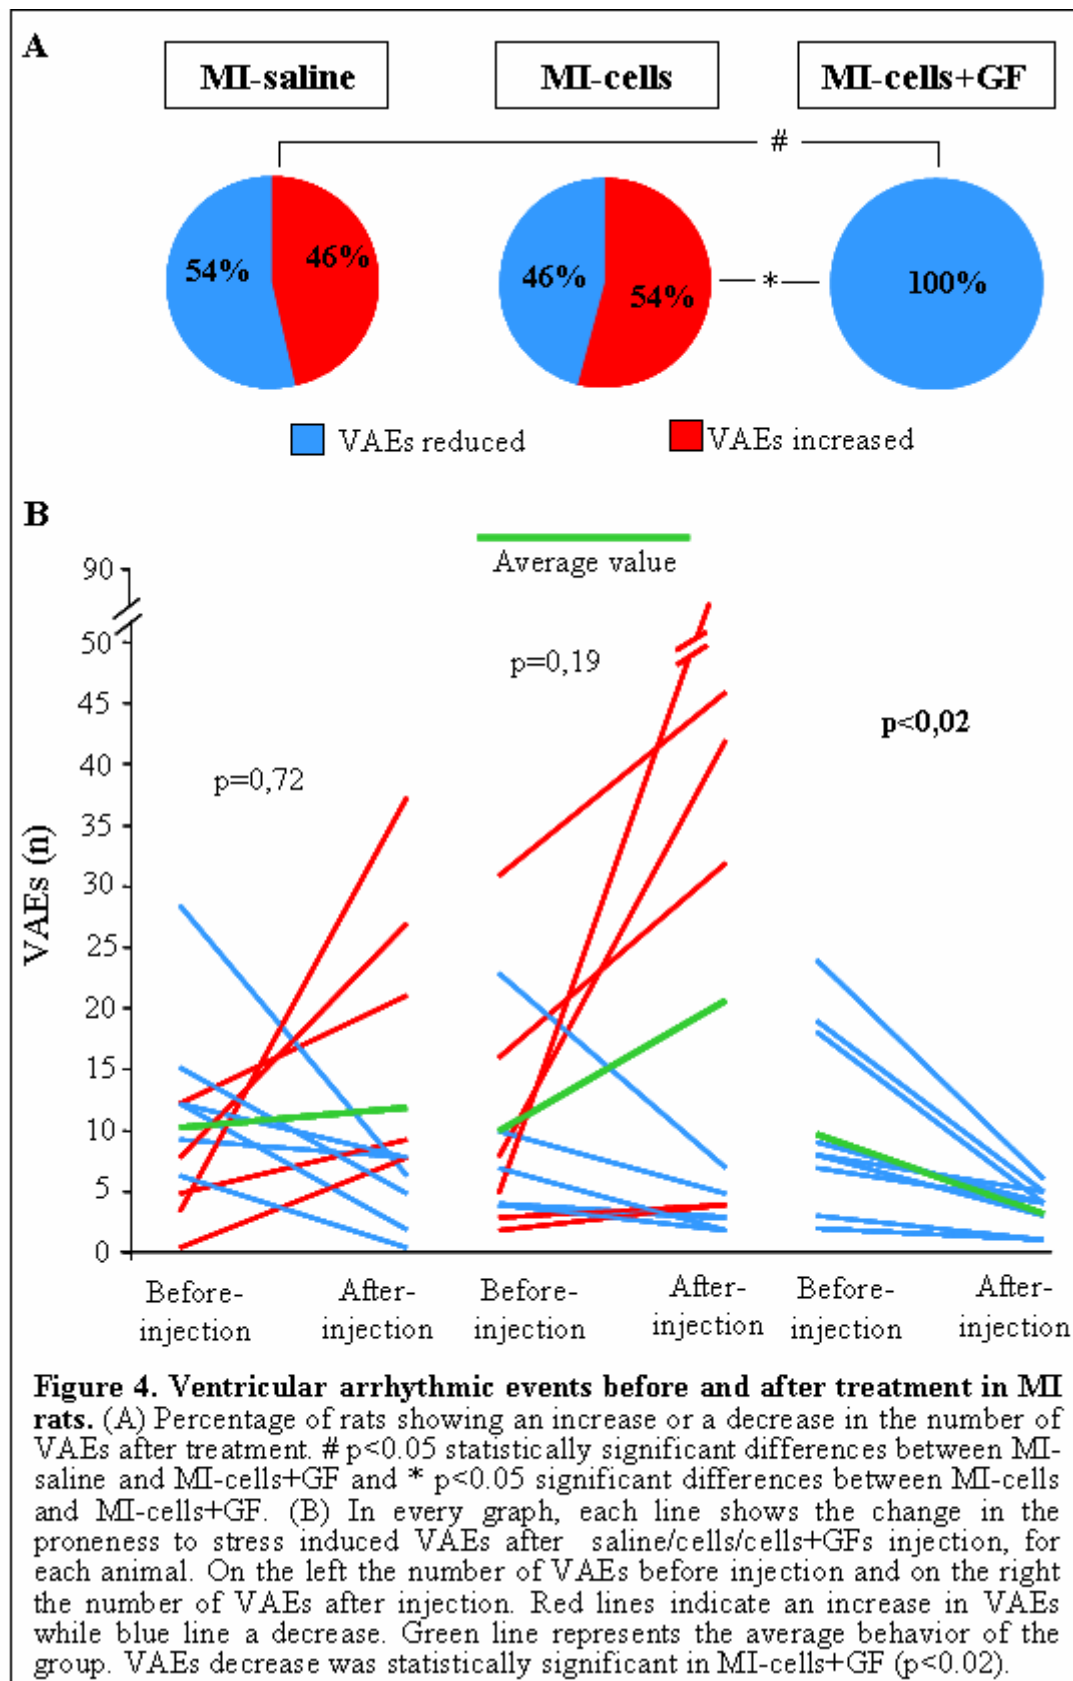 A
MI-saline
MI-cells
MI-cells+GF
#
54%
46%
46%
54%
*
100%
VAEs reduced
VAEs increased
B
Average value
90
50
45
40
35
30
25
20
15
10
5
0
VAEs (n)
p=0,72
p=0,19
p<0,02
Before-
injection
After-
injection
Before-
injection
After-
injection
Before-
injection
After-
injection
Figure 4. Ventricular arrhythmic events before and after treatment in MI
rats. (A) Percentage of rats showing an increase or a decrease in the number of
VAEs after treatment. # p<0.05 statistically significant differences between MI-
saline and MI-cells+GF and * p<0.05 significant differences between MI-cells
and MI-cells+GF. (B) In every graph, each line shows the change in the
proneness to stress induced VAEs after saline/cells/cells+GFs injection, for
each animal. On the left the number of VAEs before injection and on the right
the number of VAEs after injection. Red lines indicate an increase in VAEs
while blue line a decrease. Green line represents the average behavior of the
group. VAEs decrease was statistically significant in MI-cells+GF (p<0.02).